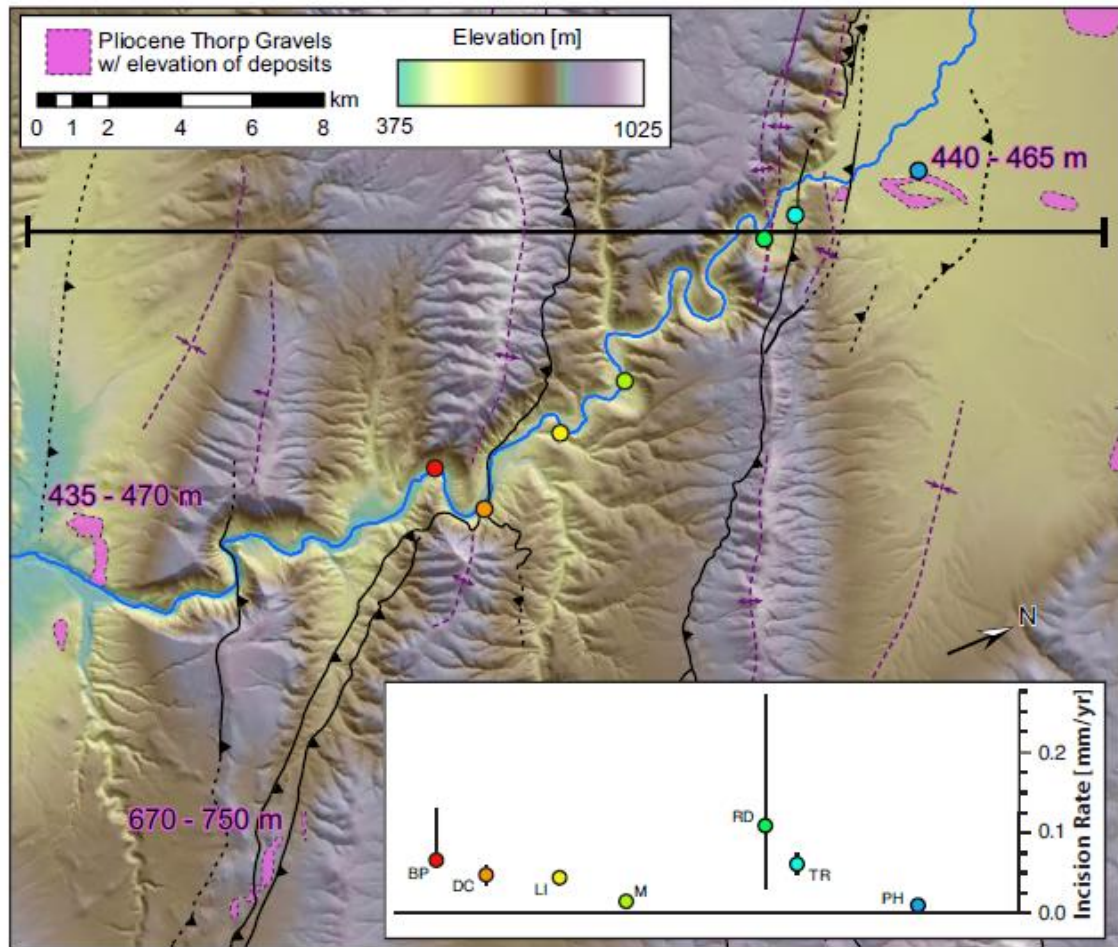 Pliocene Thorp Gravels
w/ elevation of deposits
km
0 1 2 4 6 8
Elevation [m]
375 1025
440 - 465 m
435 - 470 m
670 - 750 m
N
BP
DC
LI
M
RD
TR
PH
0.2
0.1
0.0
Incision Rate [mm/yr]